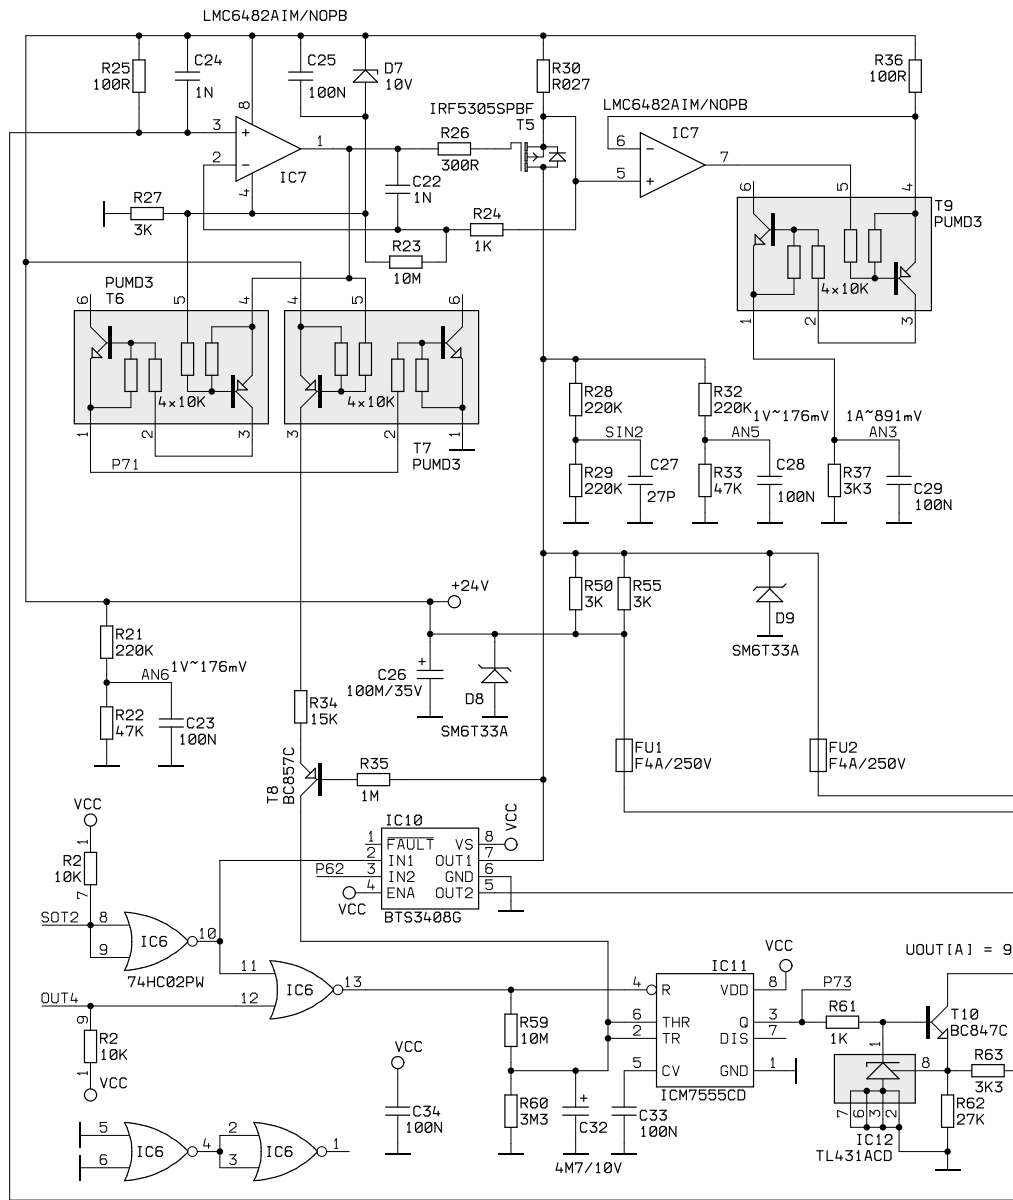 LMC6482AIM/NOPB
R25
100R
C24
1N
C25
100N
D7
10V
R30
R027
R36
100R
IRF5305SPBF
T5
LMC6482AIM/NOPB
IC7
8
3
+
2
-
1
4
IC7
R26
300R
C22
1N
R24
1K
R23
10M
R27
3K
6
-
5
+
7
6
5
4
T9
PUMD3
4x10K
1
2
3
PUMD3
T6
6
5
4
4x10K
1
2
3
4
5
6
4x10K
3
2
1
T7
PUMD3
P71
R28
220K
R32
220K
1V~176mV
1A~891mV
SIN2
AN5
AN3
R29
220K
C27
27P
R33
47K
C28
100N
R37
3K3
C29
100N
+24V
R50
3K
R55
3K
D9
SM6T33A
R21
220K
AN6
1V~176mV
R22
47K
C23
100N
R34
15K
+
C26
100M/35V
D8
SM6T33A
FU1
F4A/250V
FU2
F4A/250V
T8
BC857C
R35
1M
VCC
1
R2
10K
7
SOT2
8
9
IC6
10
74HC02PW
IC10
1
FAULT
VS
8
VCC
2
IN1
OUT1
7
P62
3
IN2
GND
6
VCC
4
ENA
OUT2
5
BTS3408G
UOUT[A] = 9
11
12
IC6
13
OUT4
9
R2
10K
1
VCC
IC11
VCC
4
R
VDD
8
6
THR
Q
3
P73
2
TR
DIS
7
5
CV
GND
1
ICM7555CD
R59
10M
R60
3M3
+
C32
4M7/10V
C33
100N
VCC
C34
100N
R61
1K
T10
BC847C
1
8
R63
3K3
R62
27K
7
6
3
2
IC12
TL431ACD
5
6
IC6
4
2
3
IC6
1